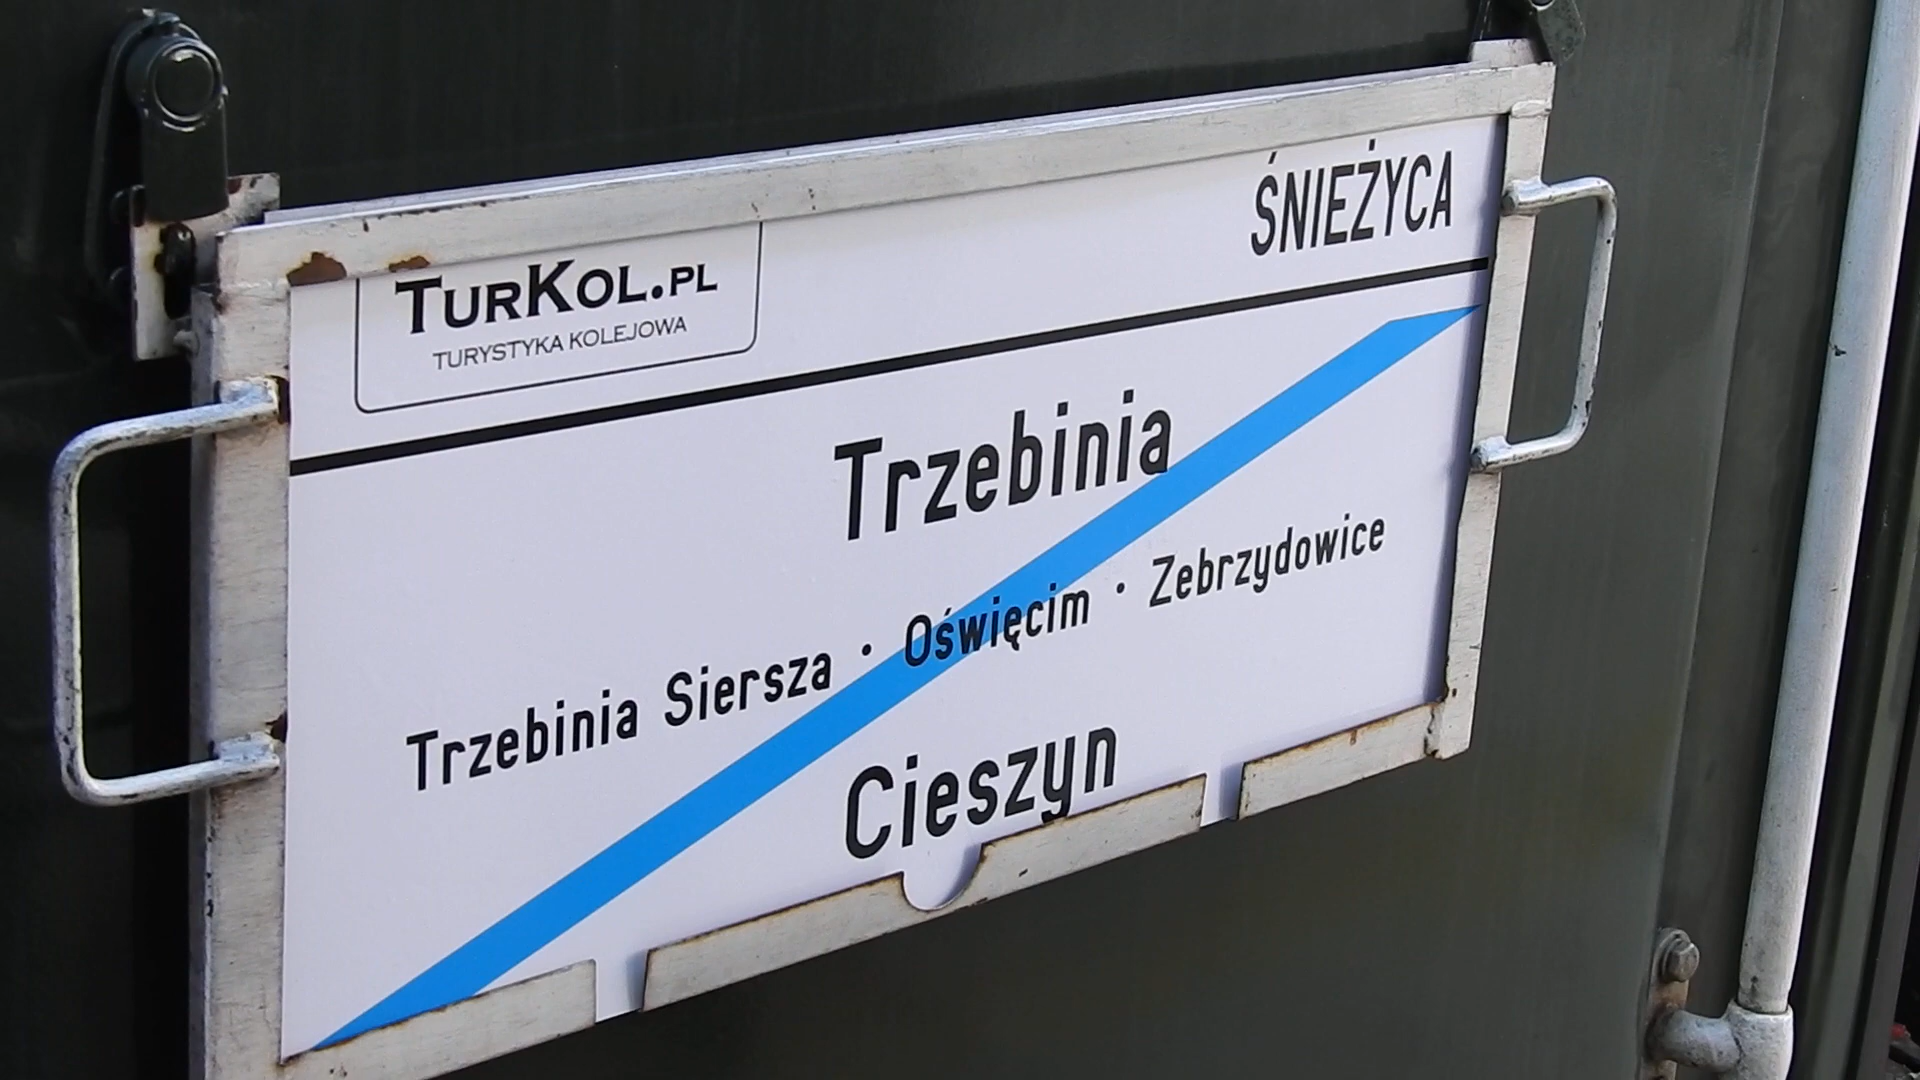 ŚNIEŻYCA
TURKOL.PL
TURYSTYKA KOLEJOWA
Trzebinia
Trzebinia Siersza · Oświęcim · Zebrzydowice
Cieszyn